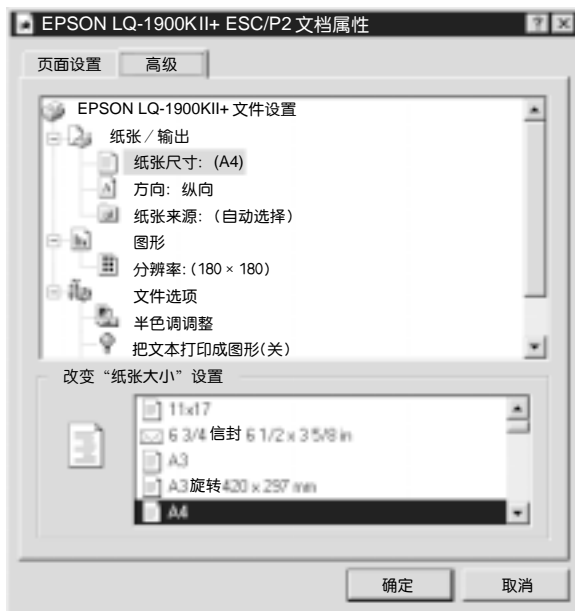 EPSON LQ-1900KII+ ESC/P2 文档属性
页面设置 高级
EPSON LQ-1900KII+ 文件设置
纸张/输出
纸张尺寸: (A4)
方向: 纵向
纸张来源: (自动选择)
图形
分辨率: (180 × 180)
文件选项
半色调调整
把文本打印成图形(关)
改变“纸张大小”设置
11x17
6 3/4 信封 6 1/2 x 3 5/8 in
A3
A3 旋转 420 x 297 mm
A4
确定 取消